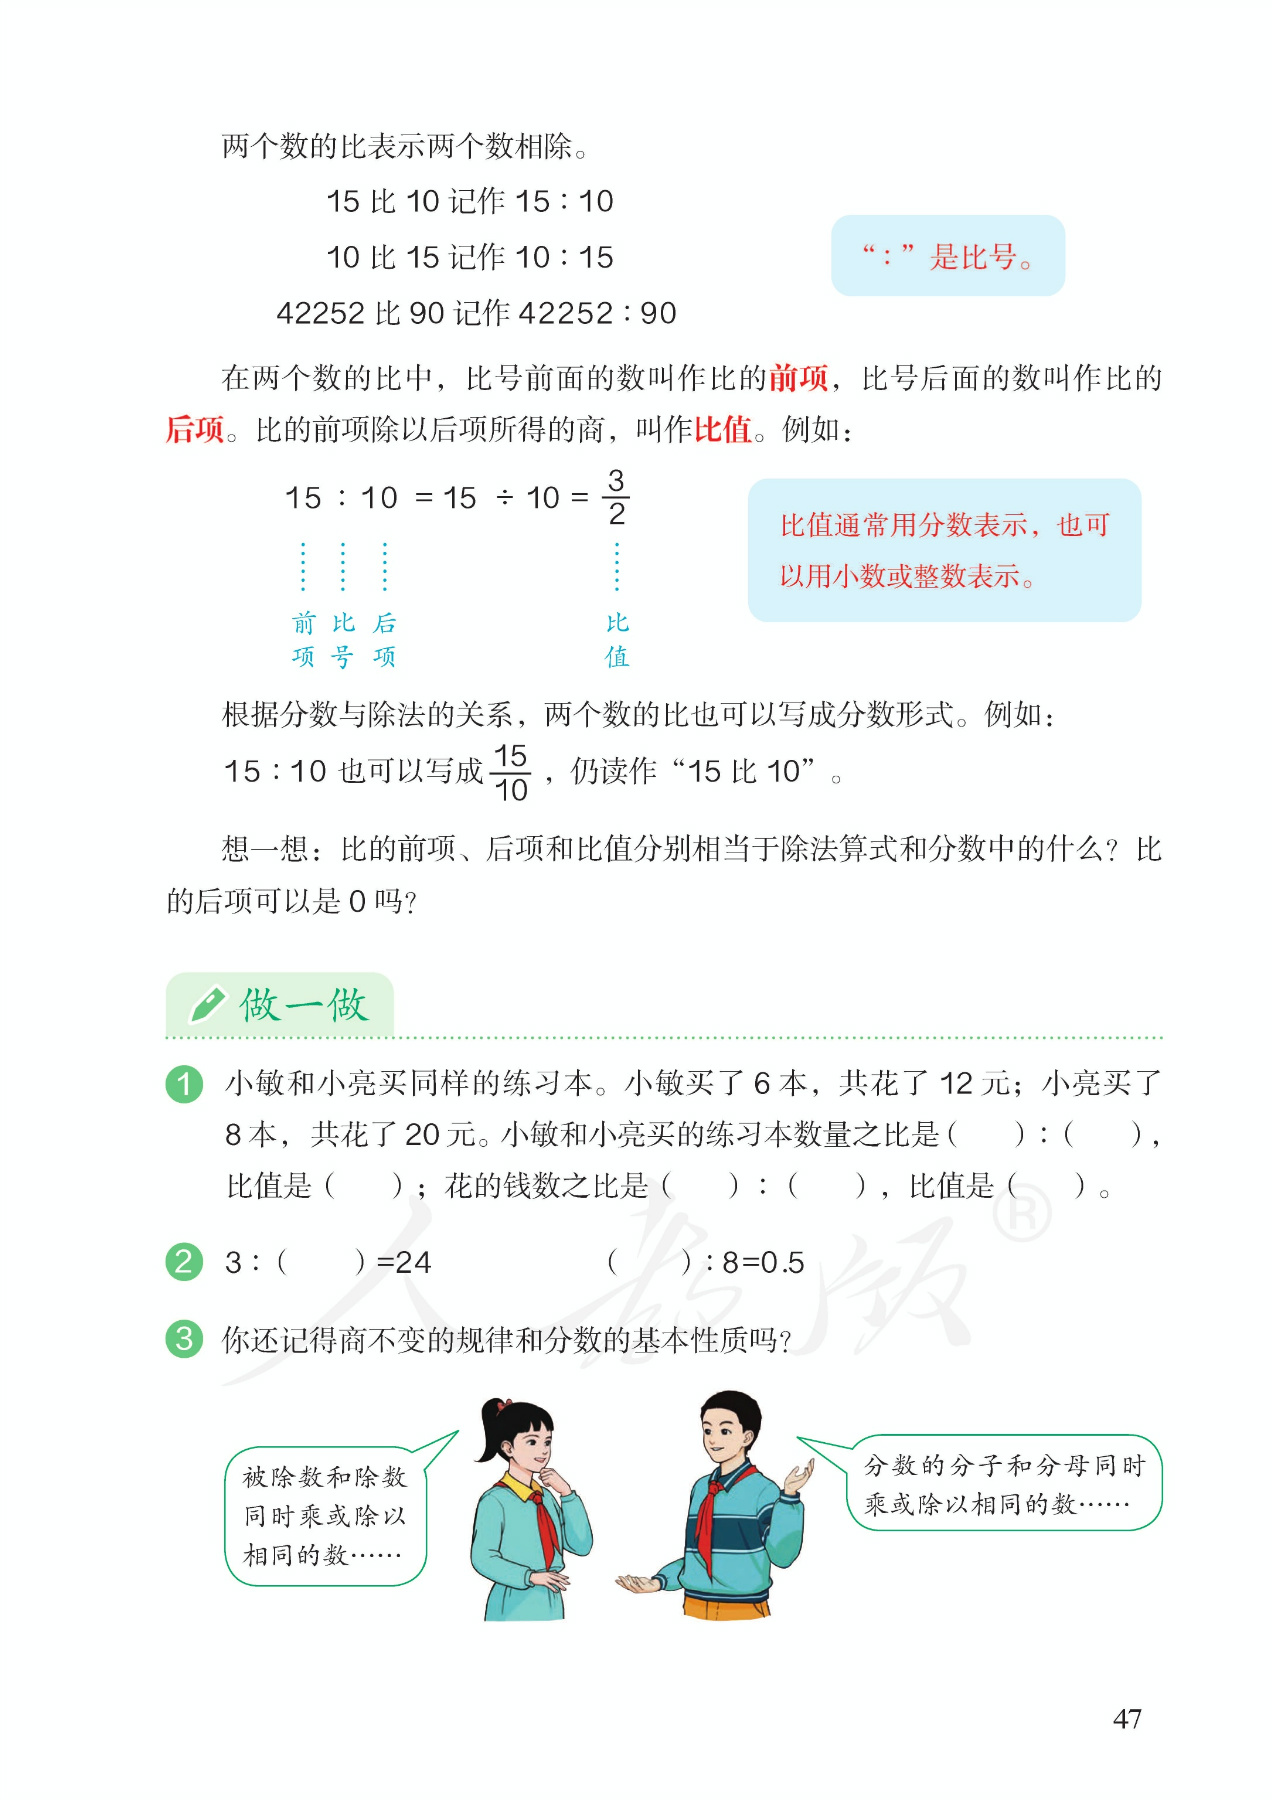 两个数的比表示两个数相除。
15 比 10 记作 15∶10
10 比 15 记作 10∶15
“∶”是比号。
42252 比 90 记作 42252∶90
在两个数的比中，比号前面的数叫作比的前项，比号后面的数叫作比的
后项。比的前项除以后项所得的商，叫作比值。例如：
15 ∶ 10 = 15 ÷ 10 = 3/2
前项 比号 后项 比值
比值通常用分数表示，也可
以用小数或整数表示。
根据分数与除法的关系，两个数的比也可以写成分数形式。例如：
15∶10 也可以写成 15/10，仍读作“15 比 10”。
想一想：比的前项、后项和比值分别相当于除法算式和分数中的什么？比
的后项可以是 0 吗？
做一做
1 小敏和小亮买同样的练习本。小敏买了 6 本，共花了 12 元；小亮买了
8 本，共花了 20 元。小敏和小亮买的练习本数量之比是（　　）∶（　　），
比值是（　　）；花的钱数之比是（　　）∶（　　），比值是（　　）。
2 3∶（　　）=24　　（　　）∶8=0.5
3 你还记得商不变的规律和分数的基本性质吗？
被除数和除数
同时乘或除以
相同的数……
分数的分子和分母同时
乘或除以相同的数……
人教版®
47